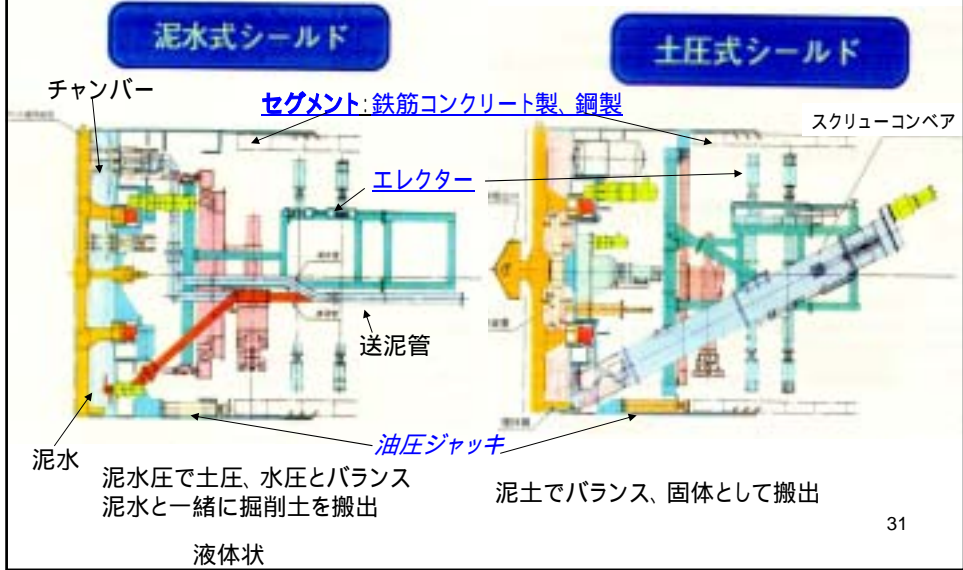 泥水式シールド
土圧式シールド
チャンバー
セグメント:鉄筋コンクリート製、鋼製
スクリューコンベア
エレクター
送泥管
油圧ジャッキ
泥水
泥水圧で土圧、水圧とバランス
泥水と一緒に掘削土を搬出
泥土でバランス、固体として搬出
31
液体状